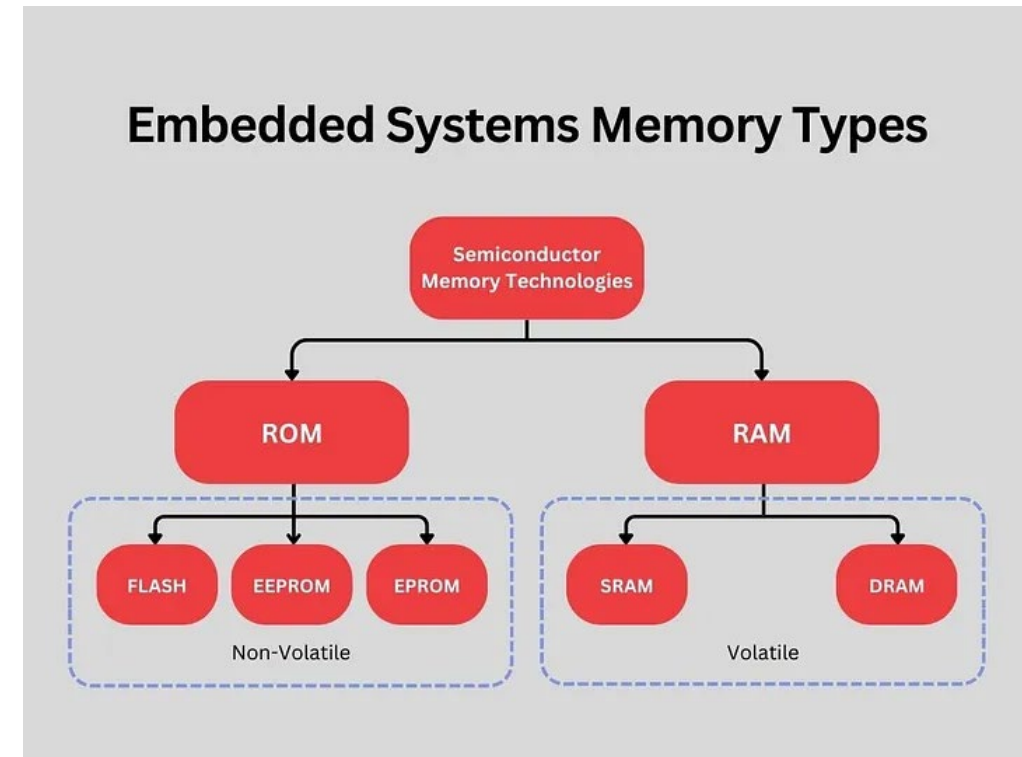 Embedded Systems Memory Types
Semiconductor
Memory Technologies
ROM
RAM
FLASH
EEPROM
EPROM
SRAM
DRAM
Non-Volatile
Volatile